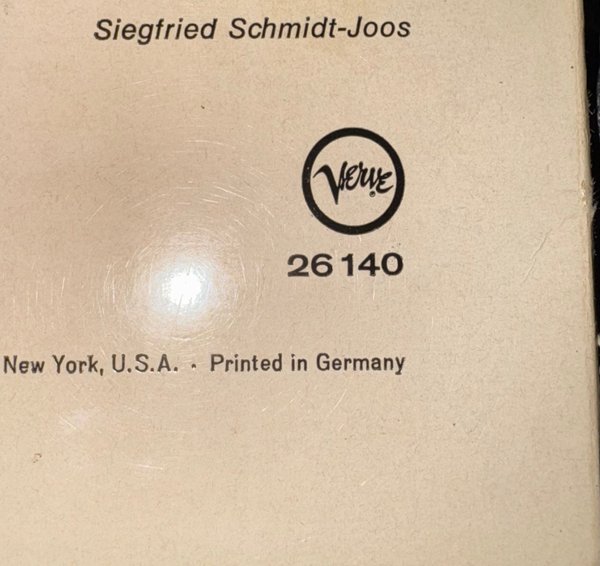 Siegfried Schmidt-Joos
Verve
®
26 140
New York, U.S.A. · Printed in Germany